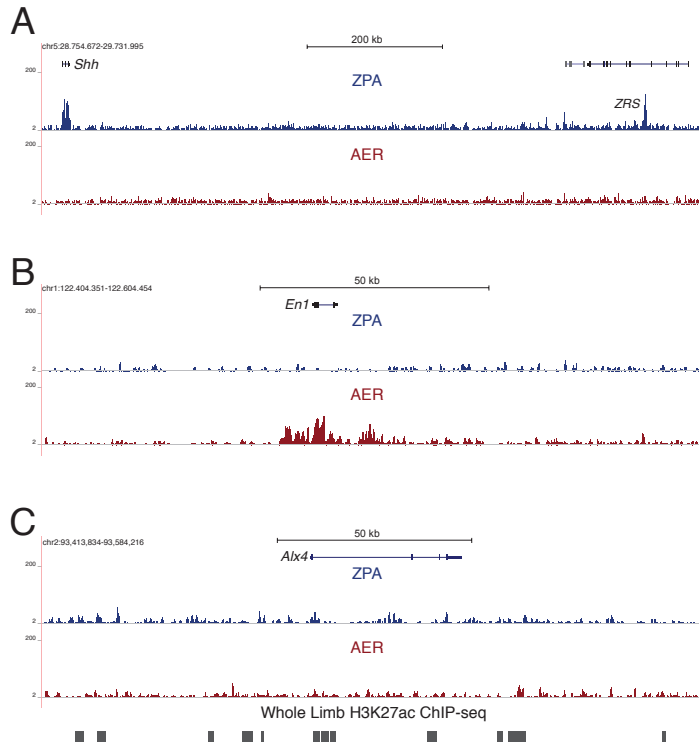 A
chr5:28.754.672-29.731.995
200 kb
200
Shh
ZPA
ZRS
2
200
AER
2
B
chr1:122.404.351-122.604.454
50 kb
En1
200
ZPA
2
AER
200
2
C
chr2:93,413,834-93,584,216
50 kb
Alx4
200
ZPA
2
200
AER
2
Whole Limb H3K27ac ChIP-seq